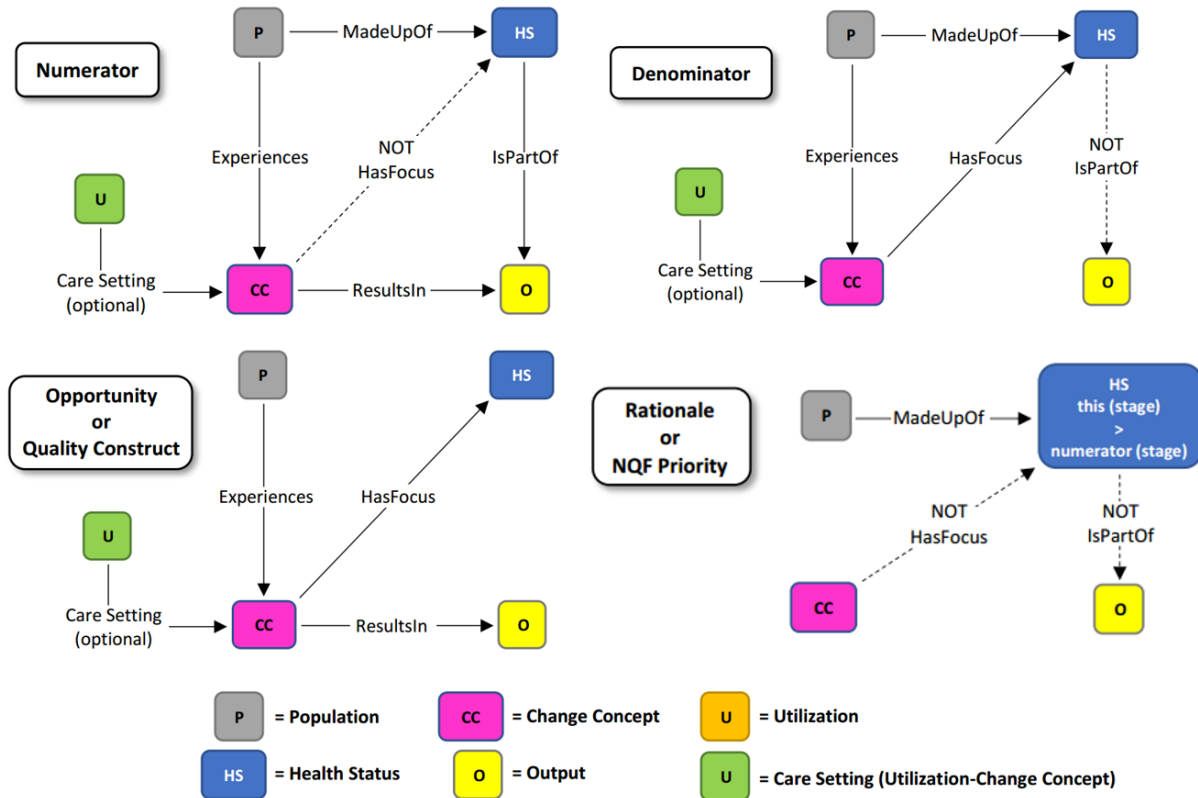 P
MadeUpOf
HS
Numerator
Experiences
NOT
HasFocus
IsPartOf
U
Care Setting
(optional)
CC
ResultsIn
O
P
MadeUpOf
HS
Denominator
Experiences
HasFocus
NOT
IsPartOf
U
Care Setting
(optional)
CC
O
P
HS
Opportunity
or
Quality Construct
Experiences
HasFocus
U
Care Setting
(optional)
CC
ResultsIn
O
Rationale
or
NQF Priority
P
MadeUpOf
HS
this (stage)
>
numerator (stage)
NOT
HasFocus
NOT
IsPartOf
CC
O
P = Population
CC = Change Concept
U = Utilization
HS = Health Status
O = Output
U = Care Setting (Utilization-Change Concept)